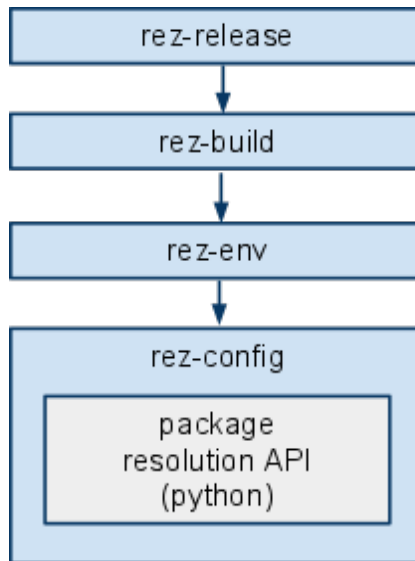 rez-release
rez-build
rez-env
rez-config
package
resolution API
(python)